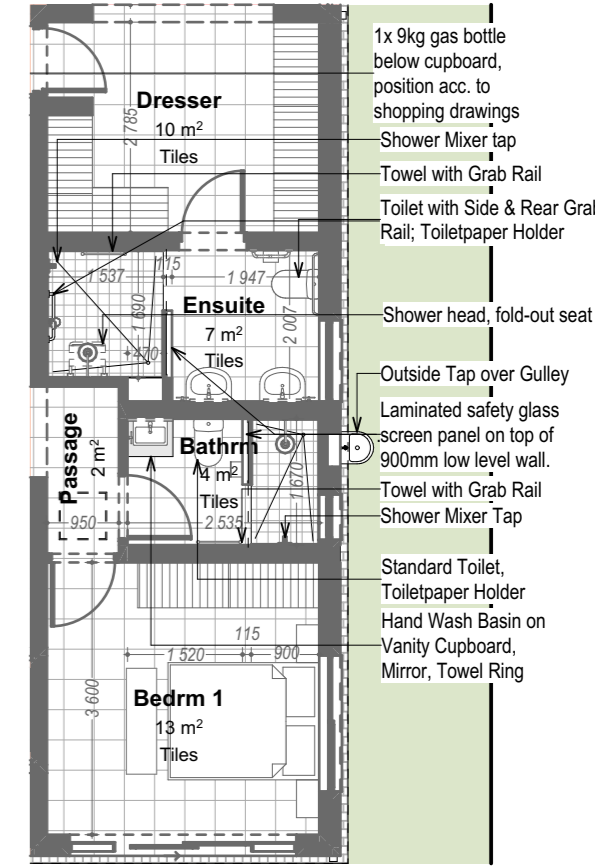 1x 9kg gas bottle
below cupboard,
position acc. to
shopping drawings
Dresser
10 m²
Tiles
2 785
Shower Mixer tap
Towel with Grab Rail
Toilet with Side & Rear Grab
Rail; Toiletpaper Holder
1 537
115
1 947
1 690
Ensuite
7 m²
Tiles
2 007
470
Shower head, fold-out seat
Outside Tap over Gulley
Laminated safety glass
screen panel on top of
900mm low level wall.
Passage
2 m²
950
Bathrm
4 m²
Tiles
2 535
1 670
Towel with Grab Rail
Shower Mixer Tap
Standard Toilet,
Toiletpaper Holder
Hand Wash Basin on
Vanity Cupboard,
Mirror, Towel Ring
115
1 520
900
3 600
Bedrm 1
13 m²
Tiles